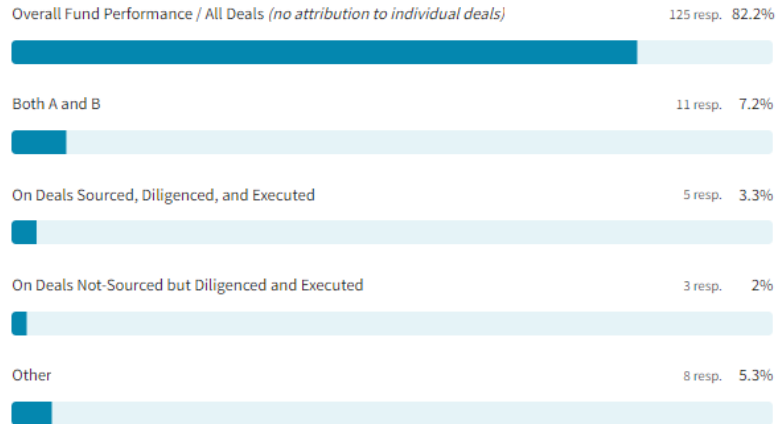 Overall Fund Performance / All Deals (no attribution to individual deals) 125 resp. 82.2%
Both A and B 11 resp. 7.2%
On Deals Sourced, Diligenced, and Executed 5 resp. 3.3%
On Deals Not-Sourced but Diligenced and Executed 3 resp. 2%
Other 8 resp. 5.3%